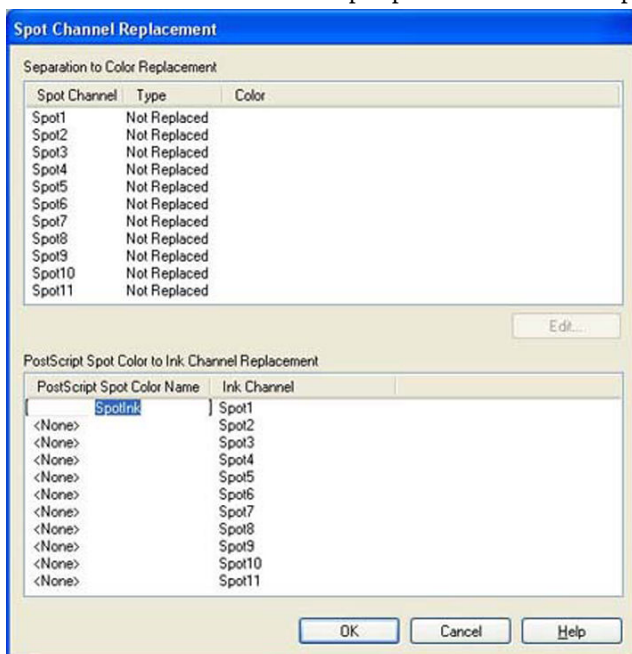 Spot Channel Replacement
Separation to Color Replacement
Spot Channel Type Color
Spot1 Not Replaced
Spot2 Not Replaced
Spot3 Not Replaced
Spot4 Not Replaced
Spot5 Not Replaced
Spot6 Not Replaced
Spot7 Not Replaced
Spot8 Not Replaced
Spot9 Not Replaced
Spot10 Not Replaced
Spot11 Not Replaced
Edit...
PostScript Spot Color to Ink Channel Replacement
PostScript Spot Color Name Ink Channel
[ SpotInk ] Spot1
<None> Spot2
<None> Spot3
<None> Spot4
<None> Spot5
<None> Spot6
<None> Spot7
<None> Spot8
<None> Spot9
<None> Spot10
<None> Spot11
OK Cancel Help